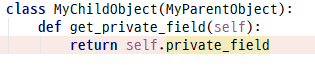 class MyChildObject(MyParentObject):
    def get_private_field(self):
        return self.private_field